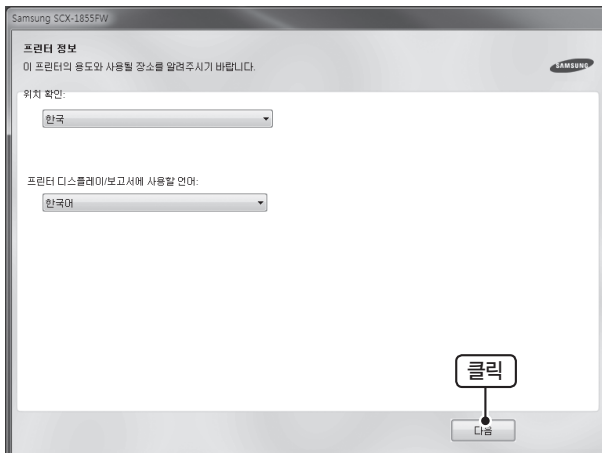 Samsung SCX-1855FW
프린터 정보
이 프린터의 용도와 사용될 장소를 알려주시기 바랍니다.
SAMSUNG
위치 확인:
한국
프린터 디스플레이/보고서에 사용할 언어:
한국어
클릭
다음